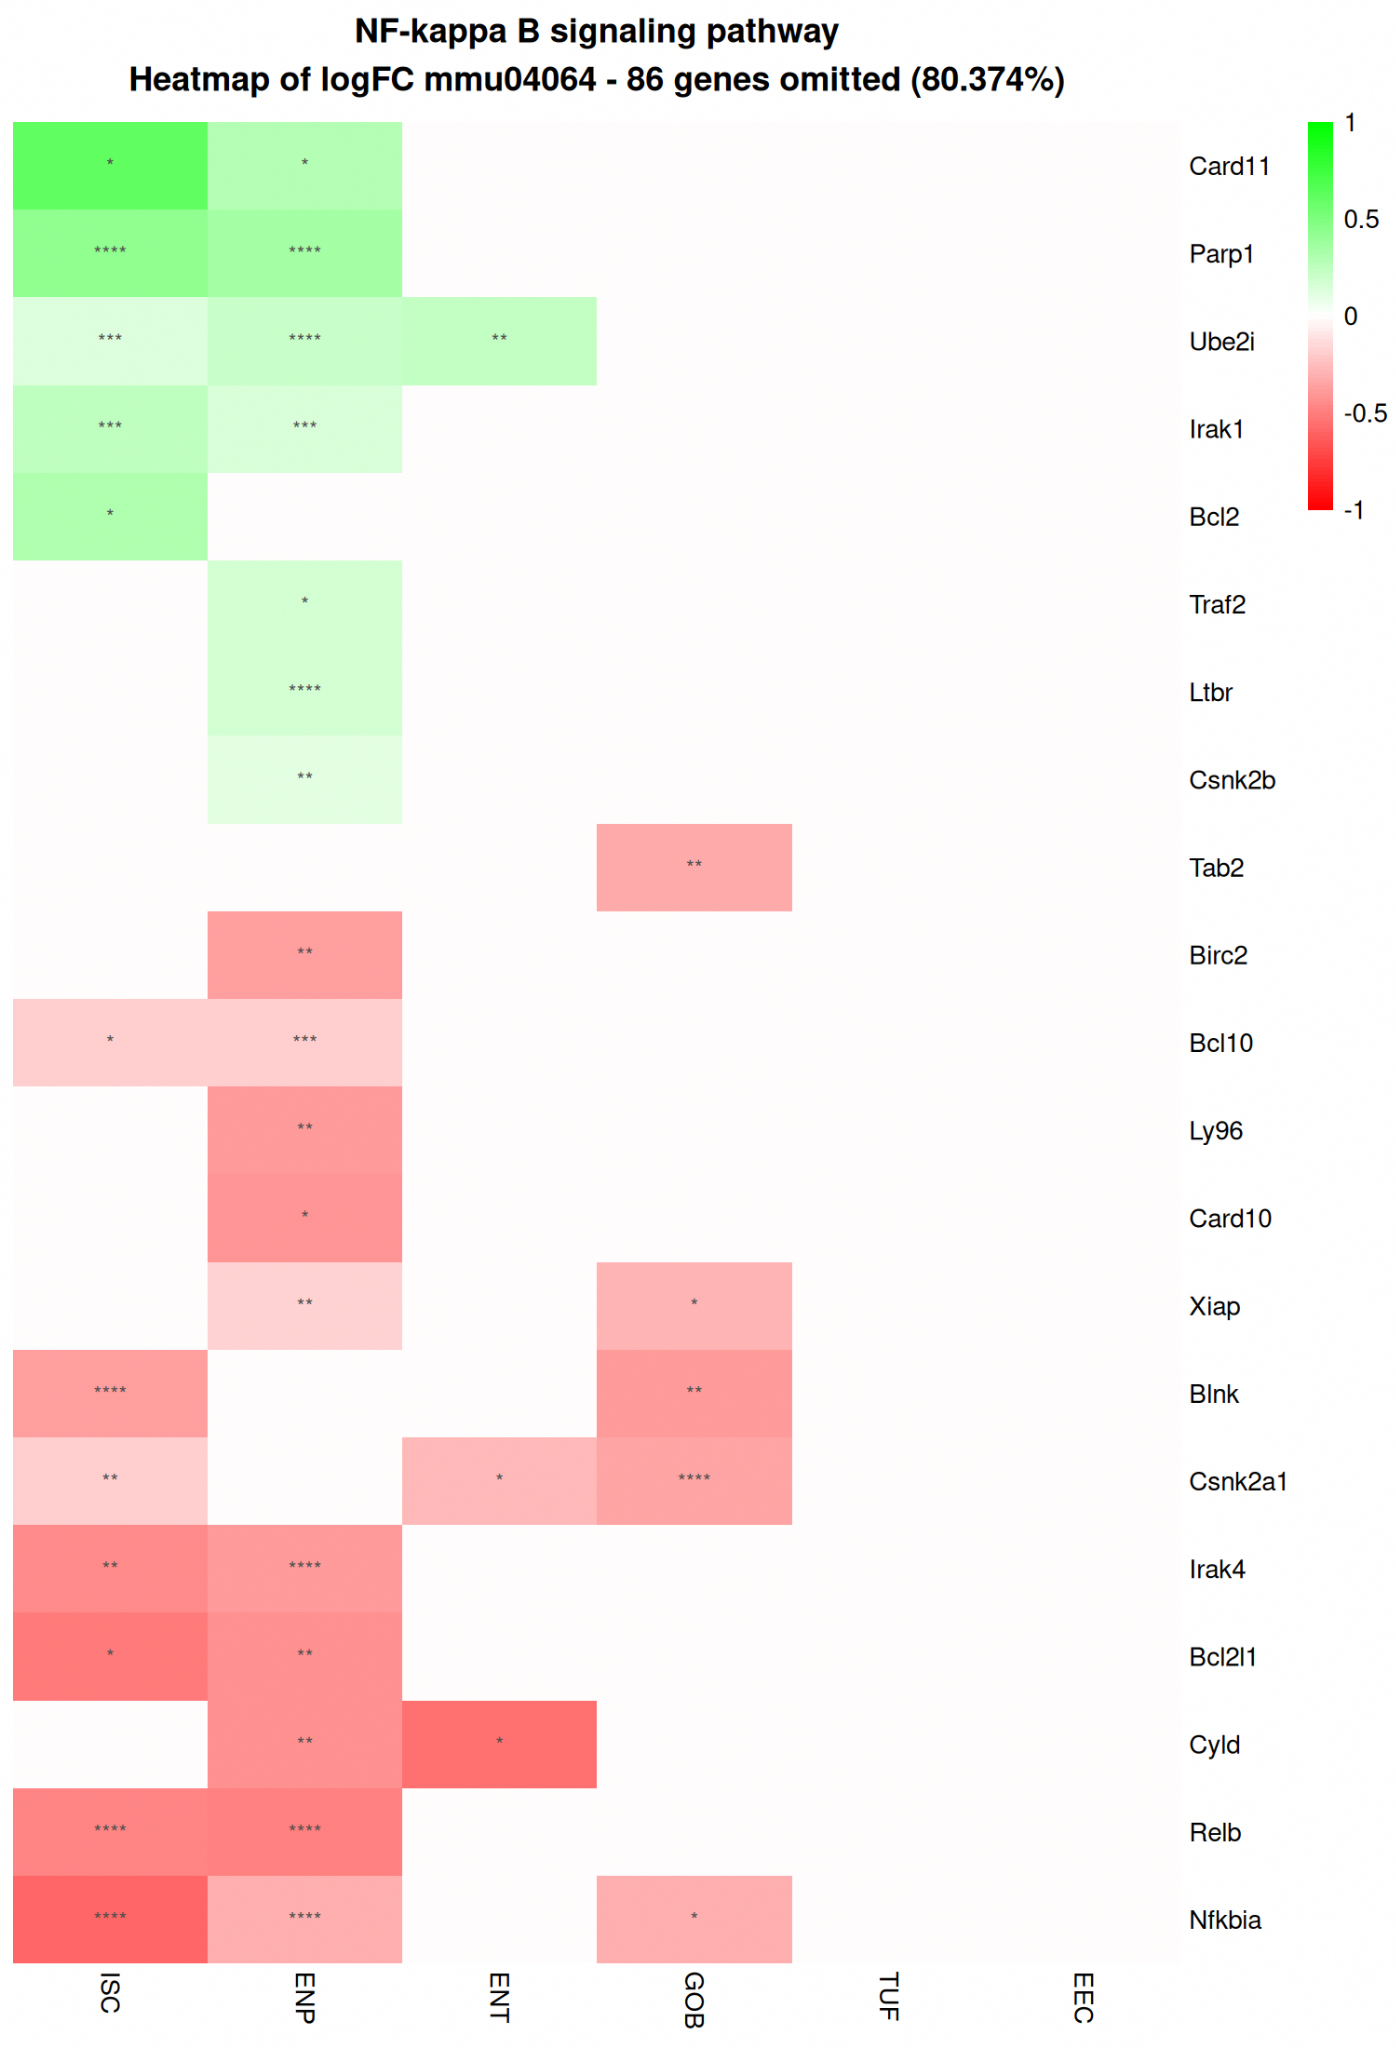 NF-kappa B signaling pathway
Heatmap of logFC mmu04064 - 86 genes omitted (80.374%)
1
0.5
0
-0.5
-1
* * Card11
**** **** Parp1
*** **** ** Ube2i
*** *** Irak1
* Bcl2
* Traf2
**** Ltbr
** Csnk2b
** Tab2
** Birc2
* *** Bcl10
** Ly96
* Card10
** * Xiap
**** ** Blnk
** * **** Csnk2a1
** **** Irak4
* ** Bcl2l1
** * Cyld
**** **** Relb
**** **** * Nfkbia
ISC ENP ENT GOB TUF EEC